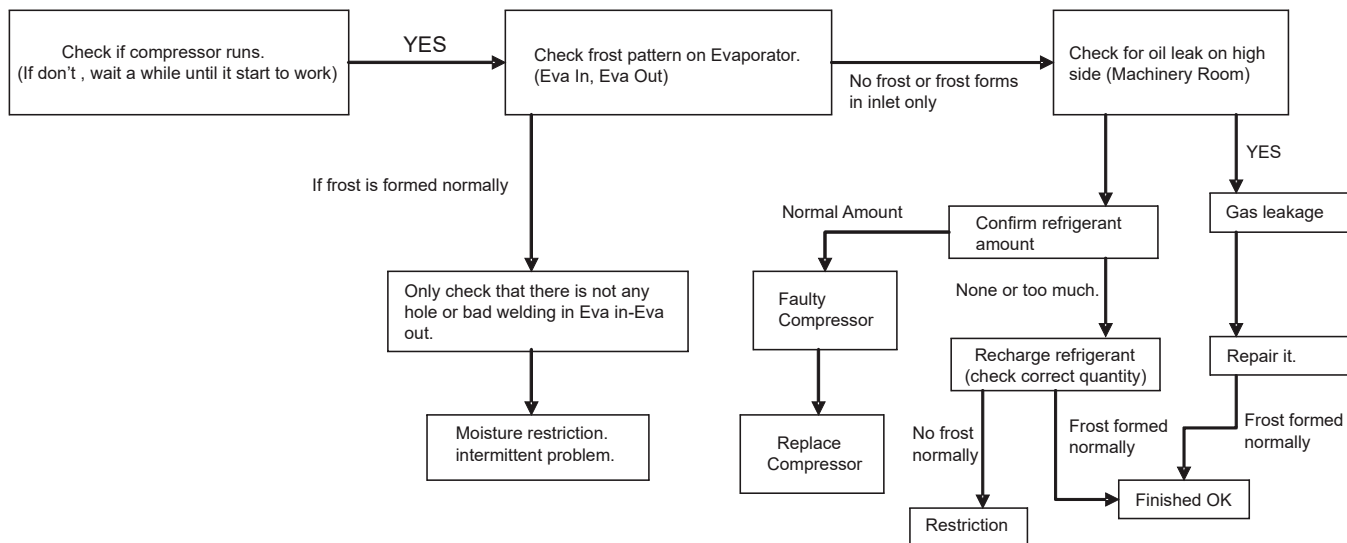 Check if compressor runs.
(If don't , wait a while until it start to work)
YES
Check frost pattern on Evaporator.
(Eva In, Eva Out)
No frost or frost forms
in inlet only
Check for oil leak on high
side (Machinery Room)
If frost is formed normally
YES
Normal Amount
Confirm refrigerant
amount
Gas leakage
Only check that there is not any
hole or bad welding in Eva in-Eva
out.
Faulty
Compressor
None or too much.
Recharge refrigerant
(check correct quantity)
Repair it.
Moisture restriction.
intermittent problem.
Replace
Compressor
No frost
normally
Frost formed
normally
Frost formed
normally
Restriction
Finished OK